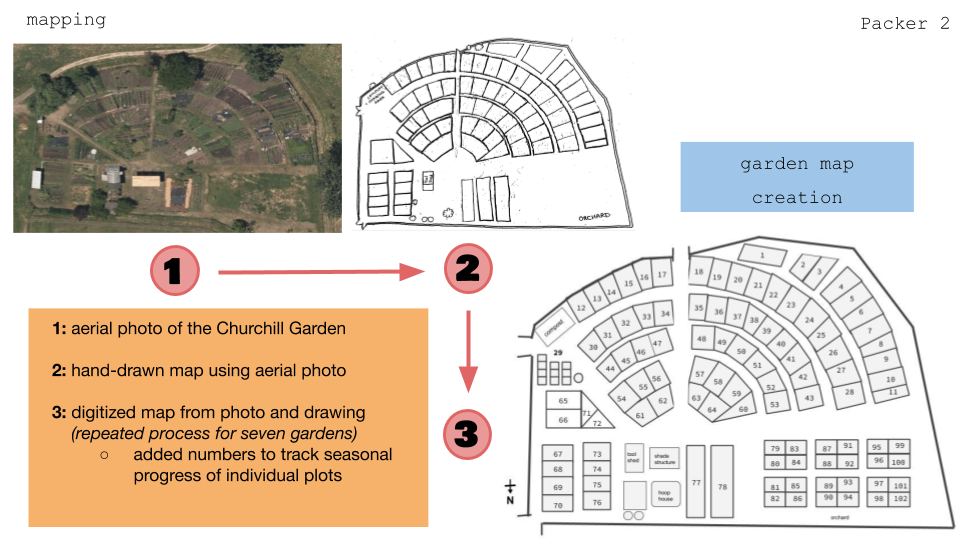 mapping
Packer 2
ORCHARD
garden map
creation
1
2
1: aerial photo of the Churchill Garden
2: hand-drawn map using aerial photo
3: digitized map from photo and drawing
(repeated process for seven gardens)
○ added numbers to track seasonal
progress of individual plots
3
1
2 3
4
5
6
7
8
9
10
11
12 13 14 15 16 17
18 19 20 21 22 23 24 25 26 27 28
compost
29
30 31 32 33 34
35 36 37 38 39 40 41 42 43
44 45 46 47
48 49 50 51 52 53
54 55 56
57 58 59 60
61 62
63 64
65
66
71
72
67
68
69
70
73
74
75
76
tool
shed
shade
structure
hoop
house
77
78
79 83 87 91 95 99
80 84 88 92 96 100
81 85 89 93 97 101
82 86 90 94 98 102
orchard
N